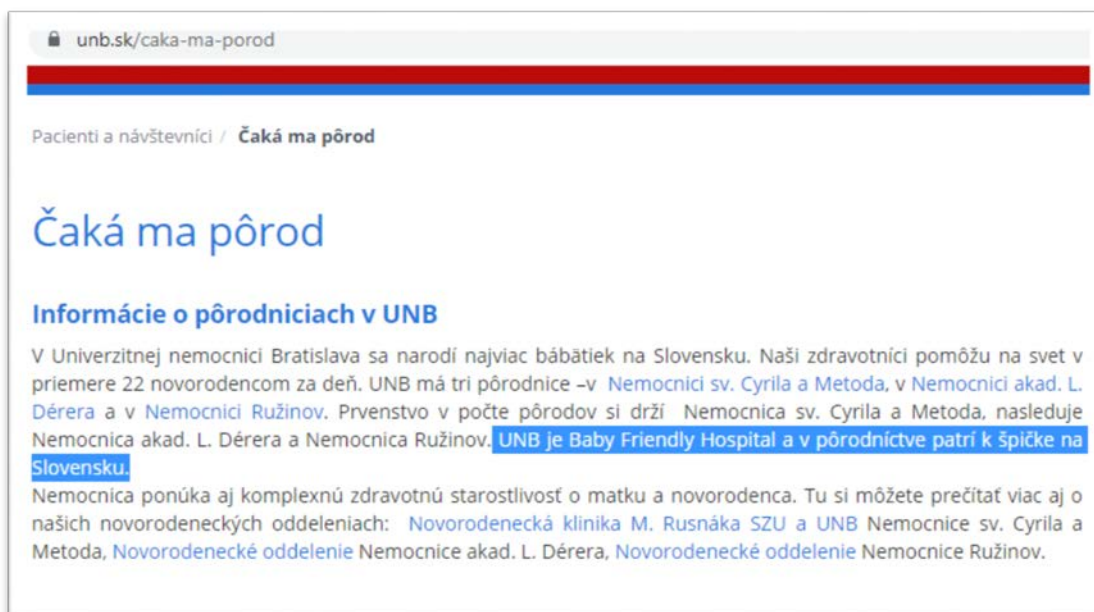 unb.sk/caka-ma-porod
Pacienti a návštevníci / Čaká ma pôrod
Čaká ma pôrod
Informácie o pôrodniciach v UNB
V Univerzitnej nemocnici Bratislava sa narodí najviac bábätiek na Slovensku. Naši zdravotníci pomôžu na svet v
priemere 22 novorodencom za deň. UNB má tri pôrodnice –v Nemocnici sv. Cyrila a Metoda, v Nemocnici akad. L.
Dérera a v Nemocnici Ružinov. Prvenstvo v počte pôrodov si drží Nemocnica sv. Cyrila a Metoda, nasleduje
Nemocnica akad. L. Dérera a Nemocnica Ružinov. UNB je Baby Friendly Hospital a v pôrodníctve patrí k špičke na
Slovensku.
Nemocnica ponúka aj komplexnú zdravotnú starostlivosť o matku a novorodenca. Tu si môžete prečítať viac aj o
našich novorodeneckých oddeleniach: Novorodenecká klinika M. Rusnáka SZU a UNB Nemocnice sv. Cyrila a
Metoda, Novorodenecké oddelenie Nemocnice akad. L. Dérera, Novorodenecké oddelenie Nemocnice Ružinov.